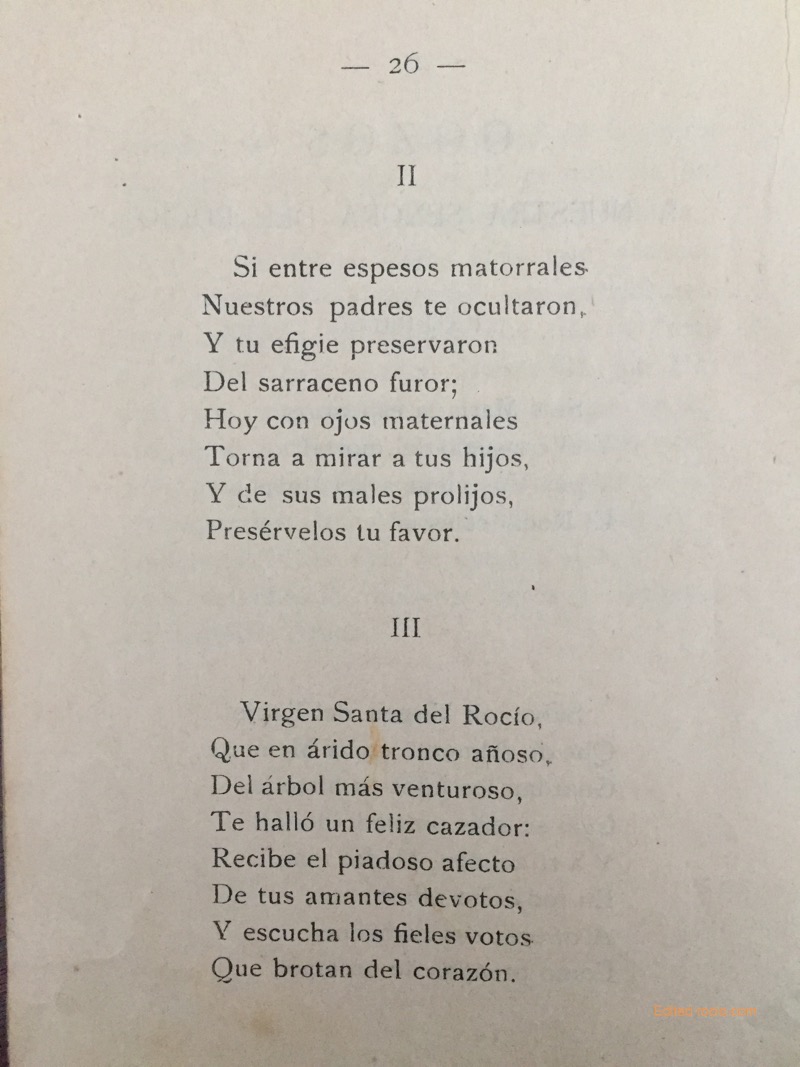 — 26 —
II
Si entre espesos matorrales
Nuestros padres te ocultaron,
Y tu efigie preservaron
Del sarraceno furor;
Hoy con ojos maternales
Torna a mirar a tus hijos,
Y de sus males prolijos,
Presérvelos tu favor.
III
Virgen Santa del Rocío,
Que en árido tronco añoso,
Del árbol más venturoso,
Te halló un feliz cazador:
Recibe el piadoso afecto
De tus amantes devotos,
Y escucha los fieles votos
Que brotan del corazón.